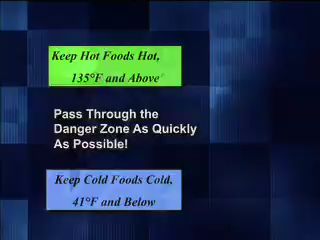 Keep Hot Foods Hot,
135°F and Above
Pass Through the
Danger Zone As Quickly
As Possible!
Keep Cold Foods Cold,
41°F and Below